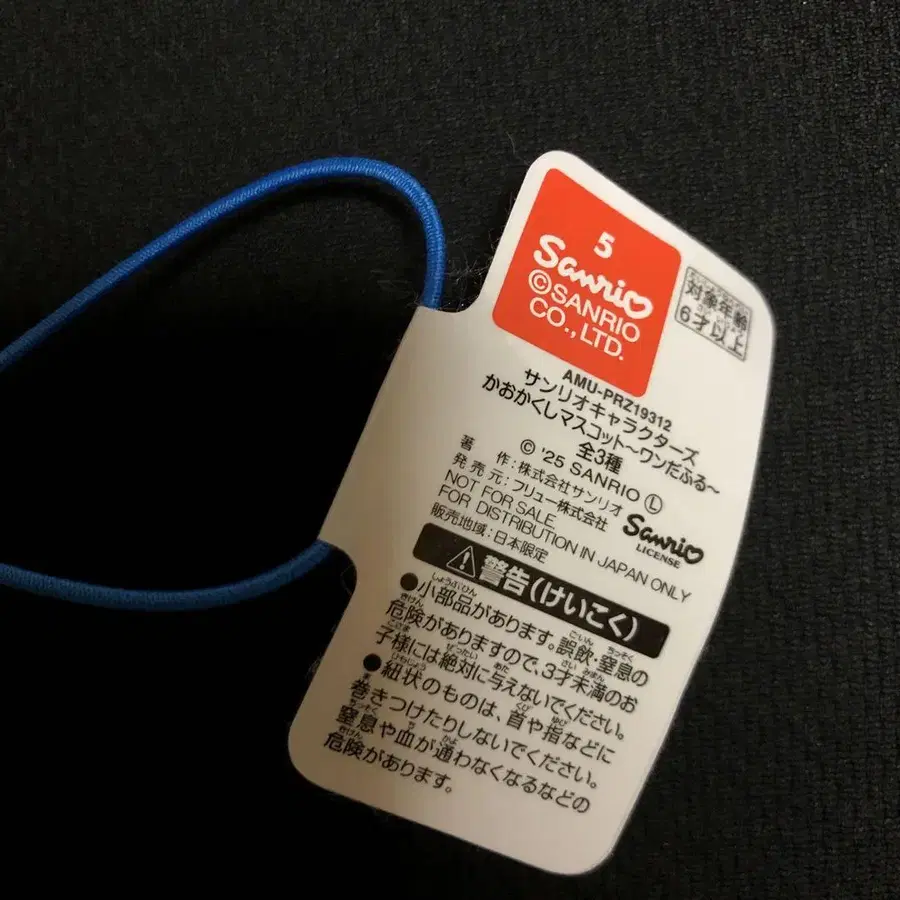 5
Sanrio
©SANRIO
CO.,LTD.
対象年齢
6才以上
AMU-PRZ19312
サンリオキャラクターズ
かおかくしマスコット〜ワンだふる〜
全3種
© '25 SANRIO Ⓛ
著 作:株式会社サンリオ
発売元:フリュー株式会社
NOT FOR SALE
FOR DISTRIBUTION IN JAPAN ONLY
販売地域:日本限定
Sanrio
LICENSE
警告(けいこく)
●小部品があります。誤飲・窒息の
危険がありますので、3才未満のお
子様には絶対に与えないでください。
●紐状のものは、首や指などに
巻きつけたりしないでください。
窒息や血が通わなくなるなどの
危険があります。